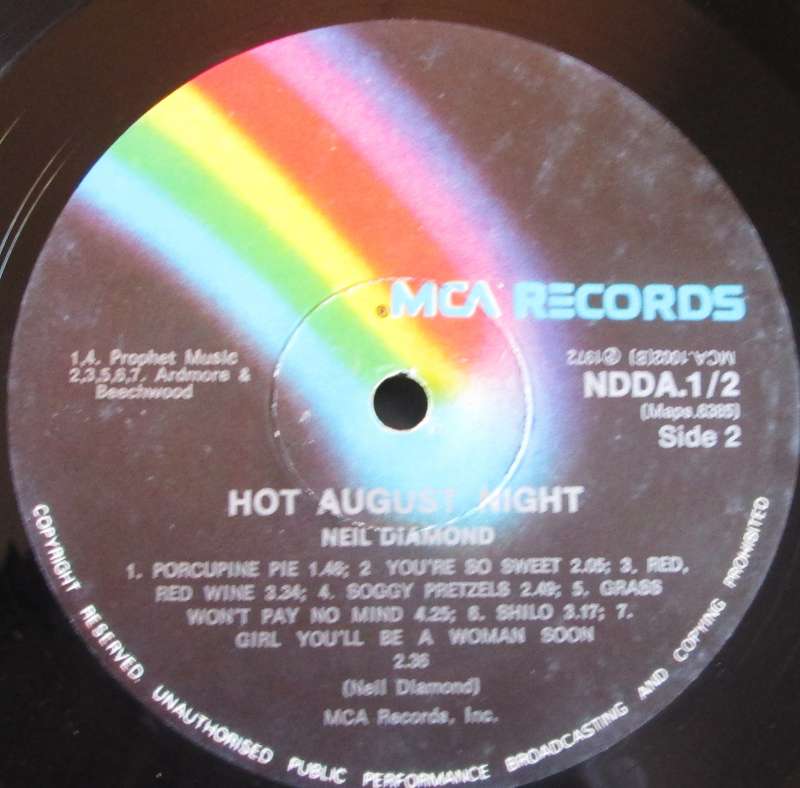 ® MCA RECORDS
1,4. Prophet Music
2,3,5,6,7. Ardmore &
Beechwood
MCA.1002(B) ℗1972
NDDA.1/2
(Maps.6385)
Side 2
HOT AUGUST NIGHT
NEIL DIAMOND
1. PORCUPINE PIE 1.46; 2 YOU'RE SO SWEET 2.05; 3. RED,
RED WINE 3.34; 4. SOGGY PRETZELS 2.49; 5. GRASS
WON'T PAY NO MIND 4.25; 6. SHILO 3.17; 7.
GIRL YOU'LL BE A WOMAN SOON
2.36
(Neil Diamond)
MCA Records, Inc.
COPYRIGHT RESERVED. UNAUTHORISED PUBLIC PERFORMANCE BROADCASTING AND COPYING PROHIBITED